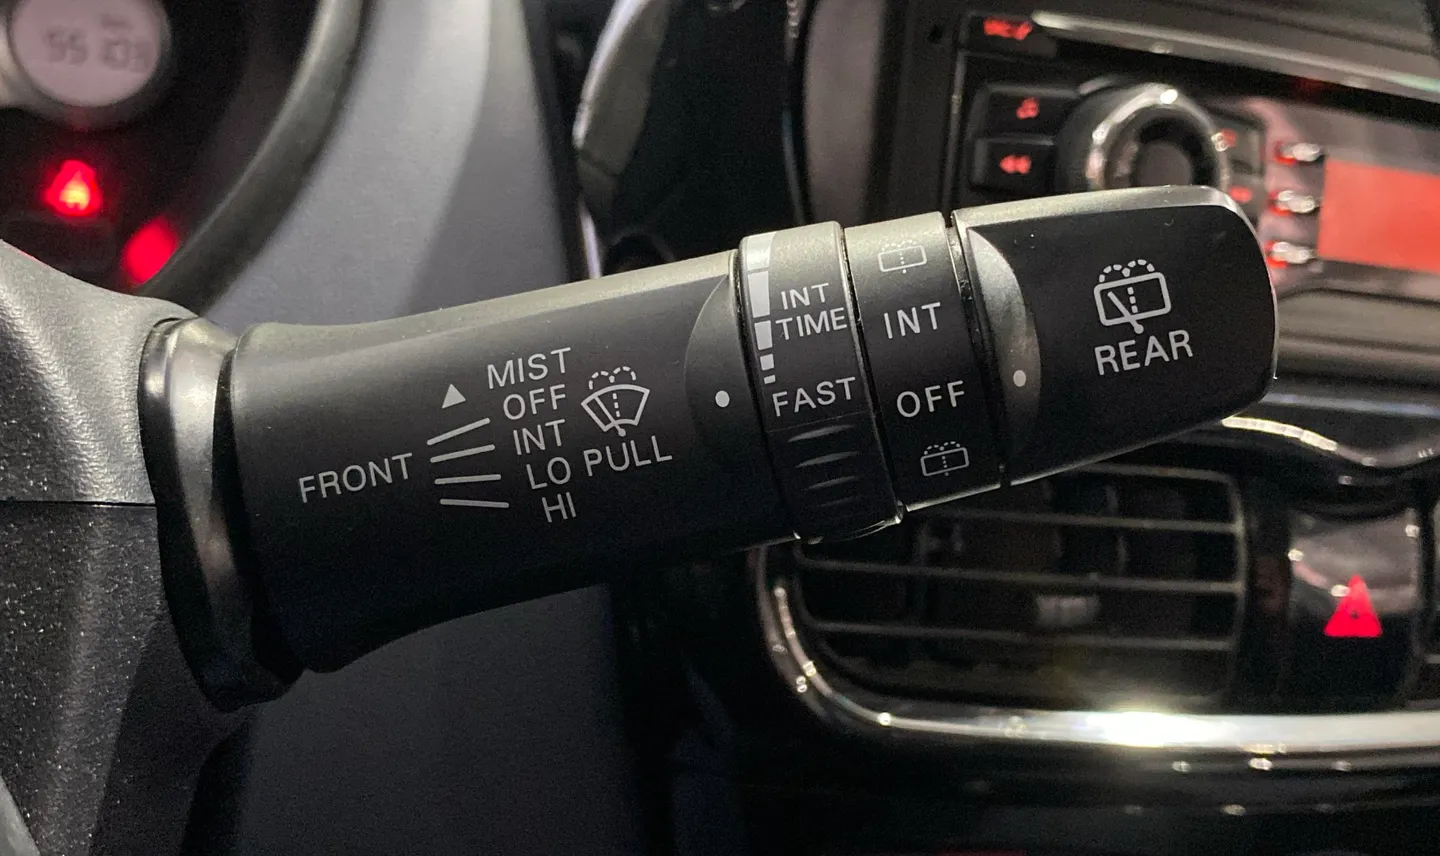 FRONT
MIST
OFF
INT
LO
HI
PULL
INT
TIME
FAST
INT
OFF
REAR